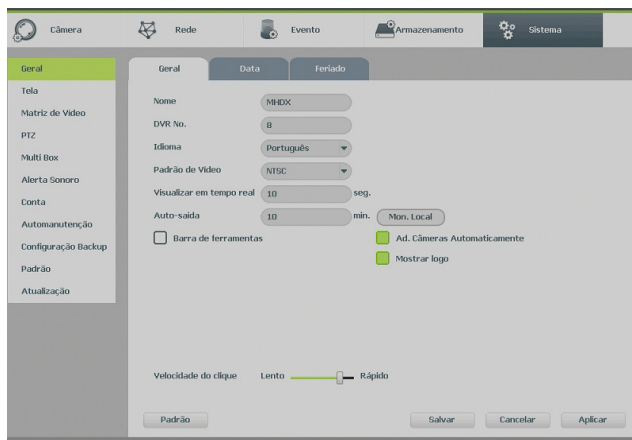 Câmera Rede Evento Armazenamento Sistema
Geral
Tela
Matriz de Vídeo
PTZ
Multi Box
Alerta Sonoro
Conta
Automanutenção
Configuração Backup
Padrão
Atualização
Geral Data Feriado
Nome MHDX
DVR No. 8
Idioma Português
Padrão de Vídeo NTSC
Visualizar em tempo real 10 seg.
Auto-saída 10 min. Mon. Local
Barra de ferramentas Ad. Câmeras Automaticamente
Mostrar logo
Velocidade do clique Lento Rápido
Padrão Salvar Cancelar Aplicar